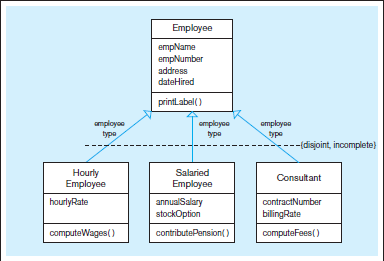 Employee
empName
empNumber
address
dateHired
printLabel( )
employee
type
employee
type
employee
type
{disjoint, incomplete}
Hourly
Employee
hourlyRate
computeWages( )
Salaried
Employee
annualSalary
stockOption
contributePension( )
Consultant
contractNumber
billingRate
computeFees( )